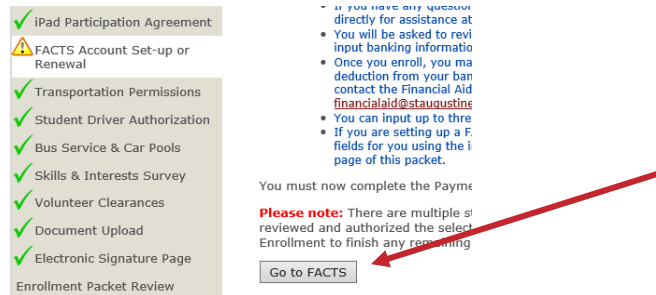 iPad Participation Agreement
FACTS Account Set-up or
Renewal
Transportation Permissions
Student Driver Authorization
Bus Service & Car Pools
Skills & Interests Survey
Volunteer Clearances
Document Upload
Electronic Signature Page
Enrollment Packet Review
If you have any question
directly for assistance at
You will be asked to revi
input banking informatio
Once you enroll, you ma
deduction from your ban
contact the Financial Aid
financialaid@staugustine
You can input up to thre
If you are setting up a F
fields for you using the i
page of this packet.
You must now complete the Payme
Please note: There are multiple st
reviewed and authorized the select
Enrollment to finish any remaining
Go to FACTS